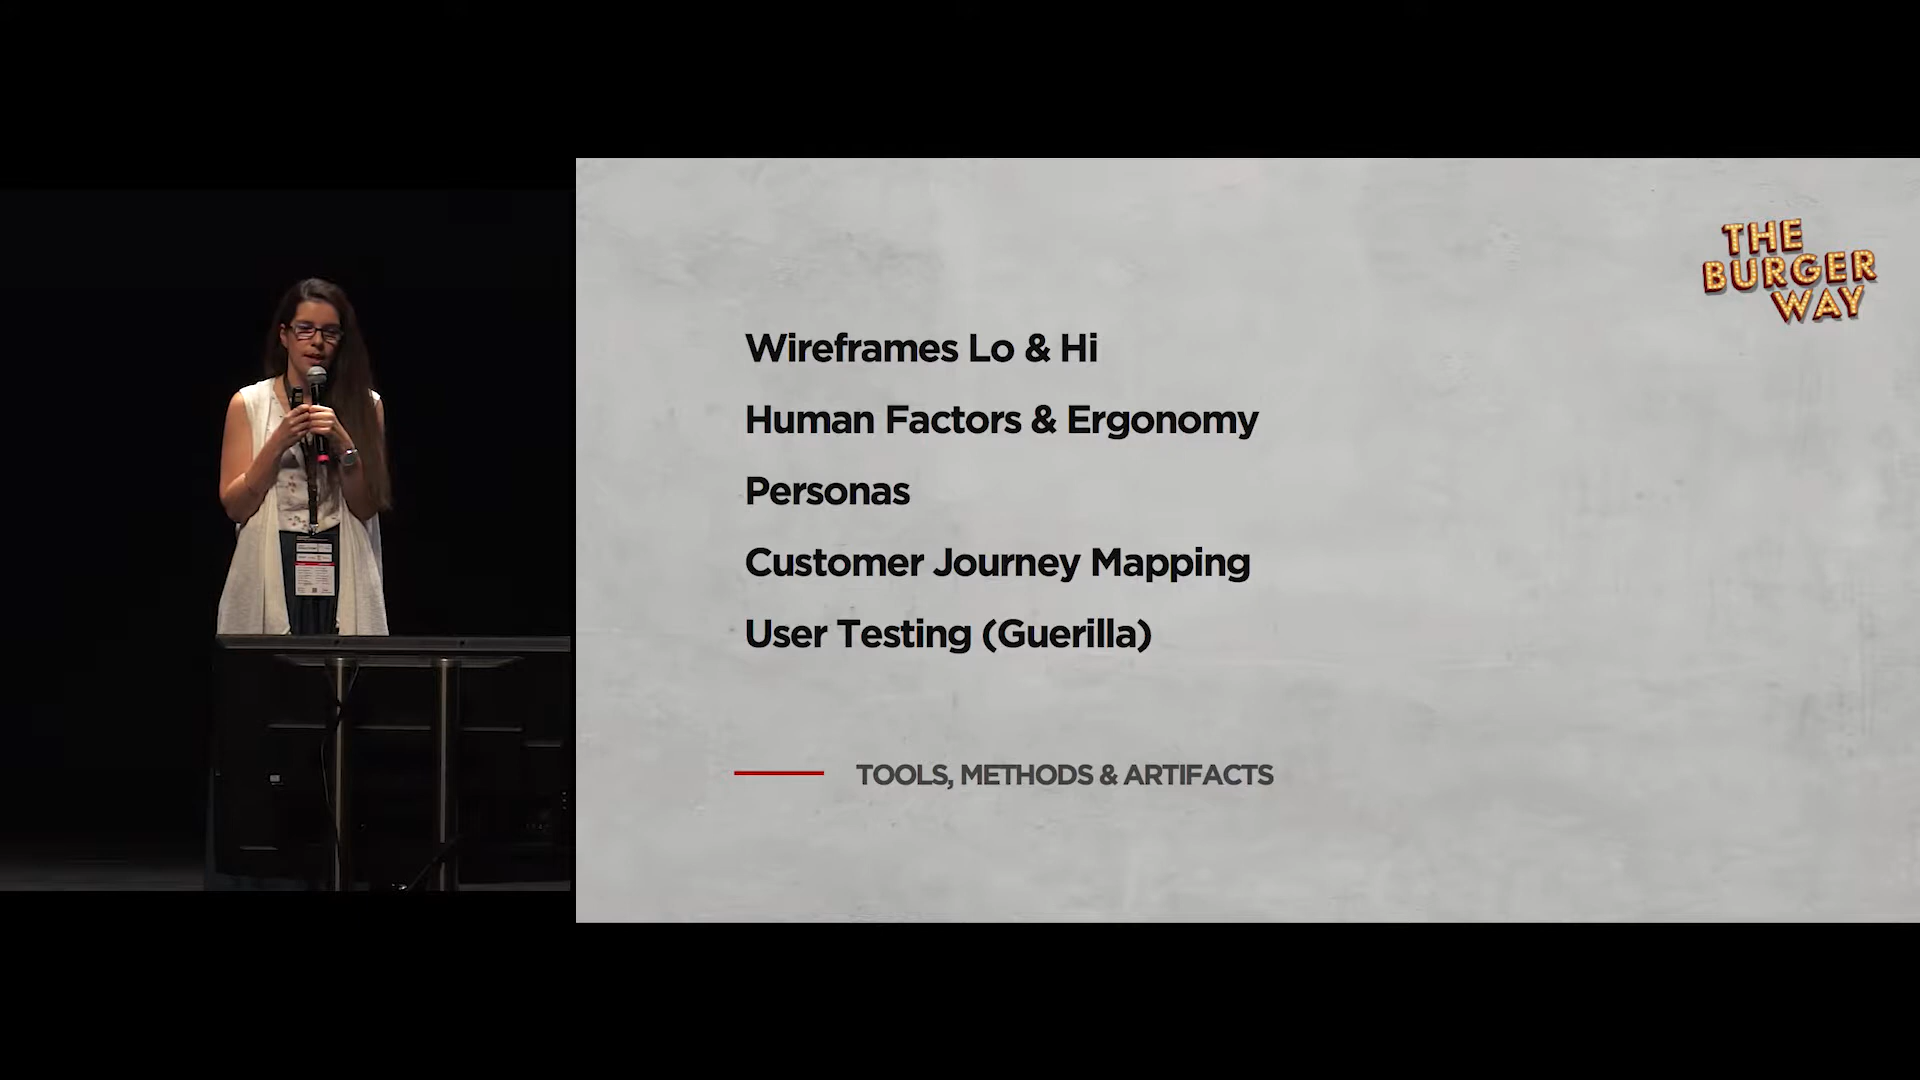 THE
BURGER
WAY
Wireframes Lo & Hi
Human Factors & Ergonomy
Personas
Customer Journey Mapping
User Testing (Guerilla)
TOOLS, METHODS & ARTIFACTS